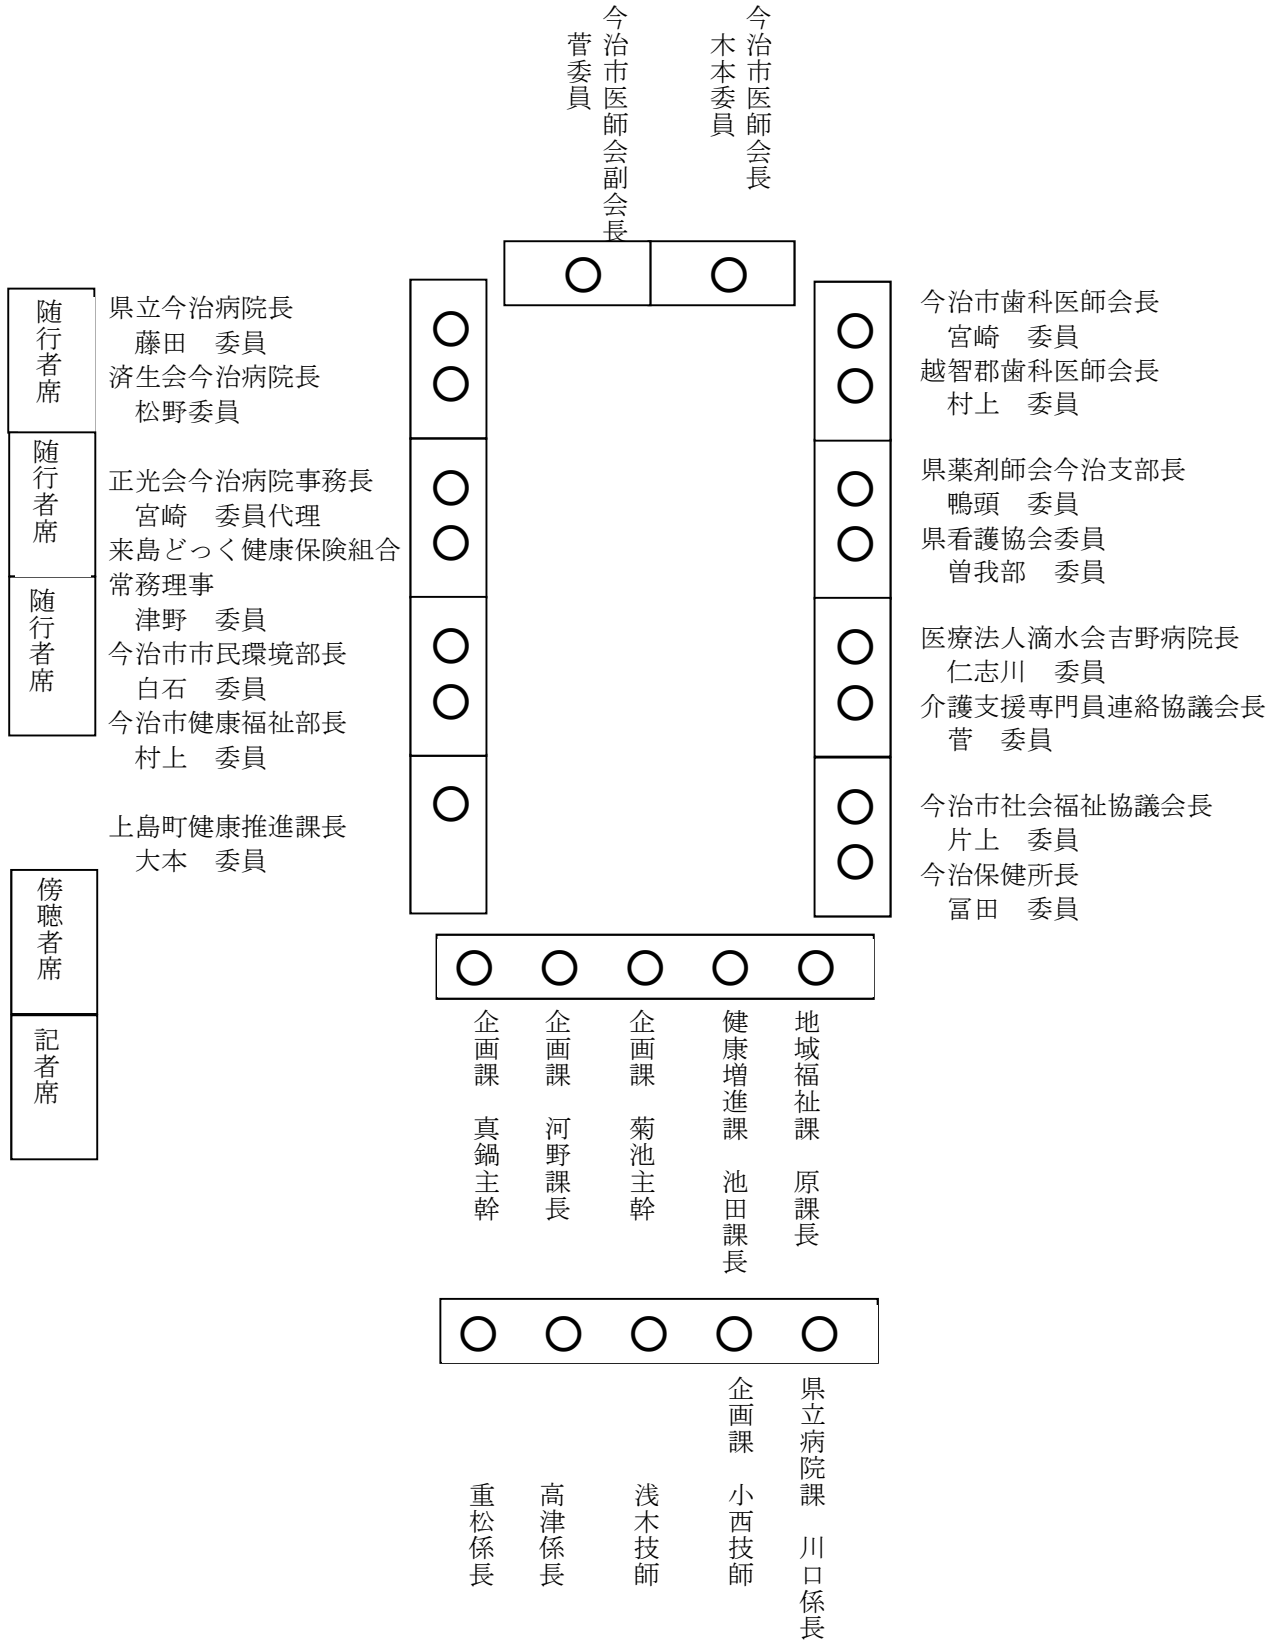 今治市医師会長
木本委員
今治市医師会副会長
菅委員
随行者席
随行者席
随行者席
県立今治病院長
藤田　委員
済生会今治病院長
松野委員
正光会今治病院事務長
宮崎　委員代理
来島どっく健康保険組合
常務理事
津野　委員
今治市市民環境部長
白石　委員
今治市健康福祉部長
村上　委員
上島町健康推進課長
大本　委員
今治市歯科医師会長
宮崎　委員
越智郡歯科医師会長
村上　委員
県薬剤師会今治支部長
鴨頭　委員
県看護協会委員
曽我部　委員
医療法人滴水会吉野病院長
仁志川　委員
介護支援専門員連絡協議会長
菅　委員
今治市社会福祉協議会長
片上　委員
今治保健所長
冨田　委員
傍聴者席
記者席
地域福祉課　原課長
健康増進課　池田課長
企画課　菊池主幹
企画課　河野課長
企画課　真鍋主幹
県立病院課　川口係長
企画課　小西技師
浅木技師
高津係長
重松係長